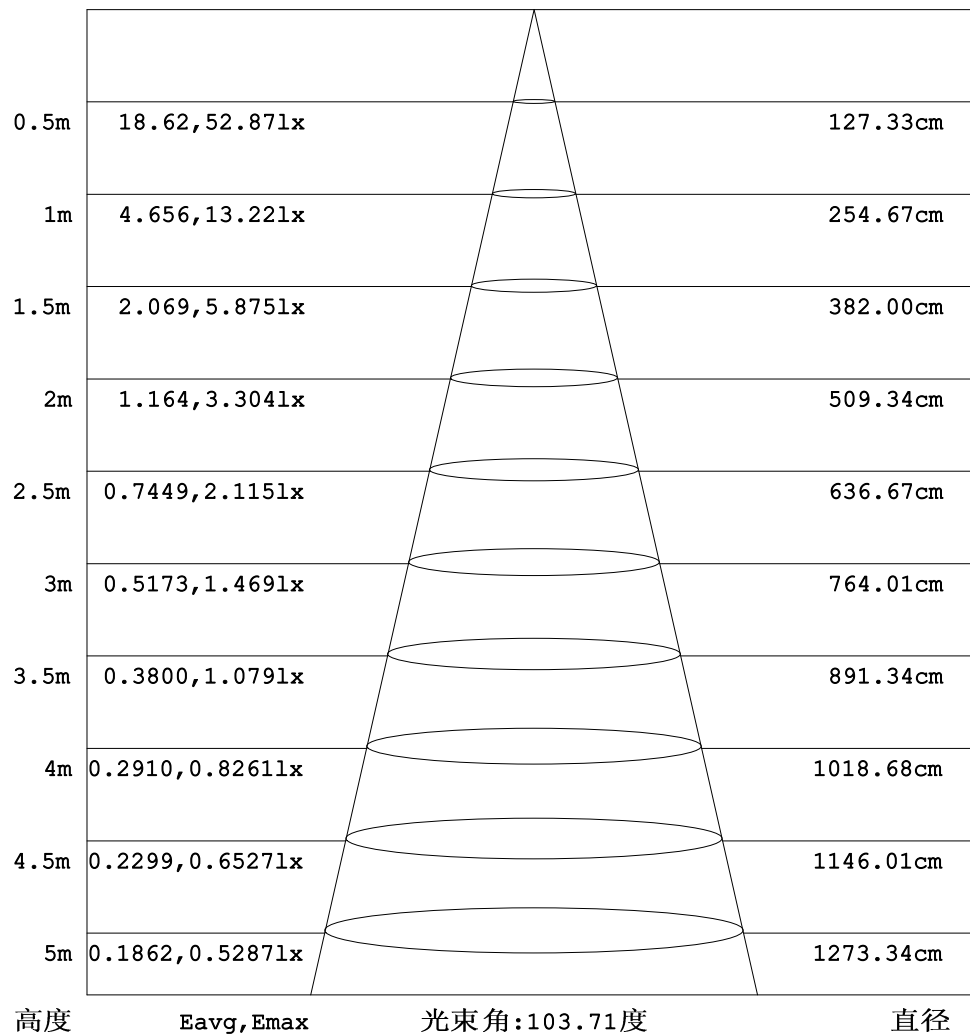 0.5m 18.62,52.87lx 127.33cm
1m 4.656,13.22lx 254.67cm
1.5m 2.069,5.875lx 382.00cm
2m 1.164,3.304lx 509.34cm
2.5m 0.7449,2.115lx 636.67cm
3m 0.5173,1.469lx 764.01cm
3.5m 0.3800,1.079lx 891.34cm
4m 0.2910,0.8261lx 1018.68cm
4.5m 0.2299,0.6527lx 1146.01cm
5m 0.1862,0.5287lx 1273.34cm
高度 Eavg,Emax 光束角:103.71度 直径